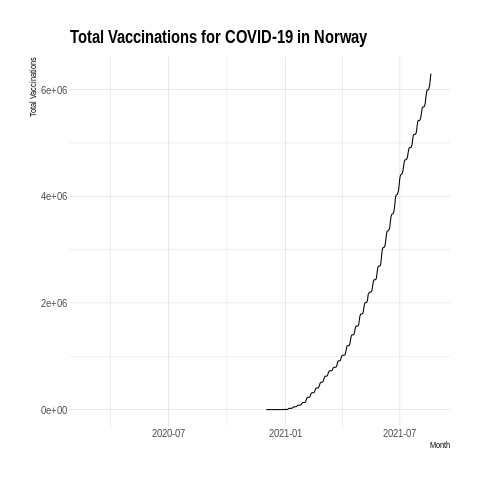 Total Vaccinations for COVID-19 in Norway
Total Vaccinations
6e+06
4e+06
2e+06
0e+00
2020-07
2021-01
2021-07
Month